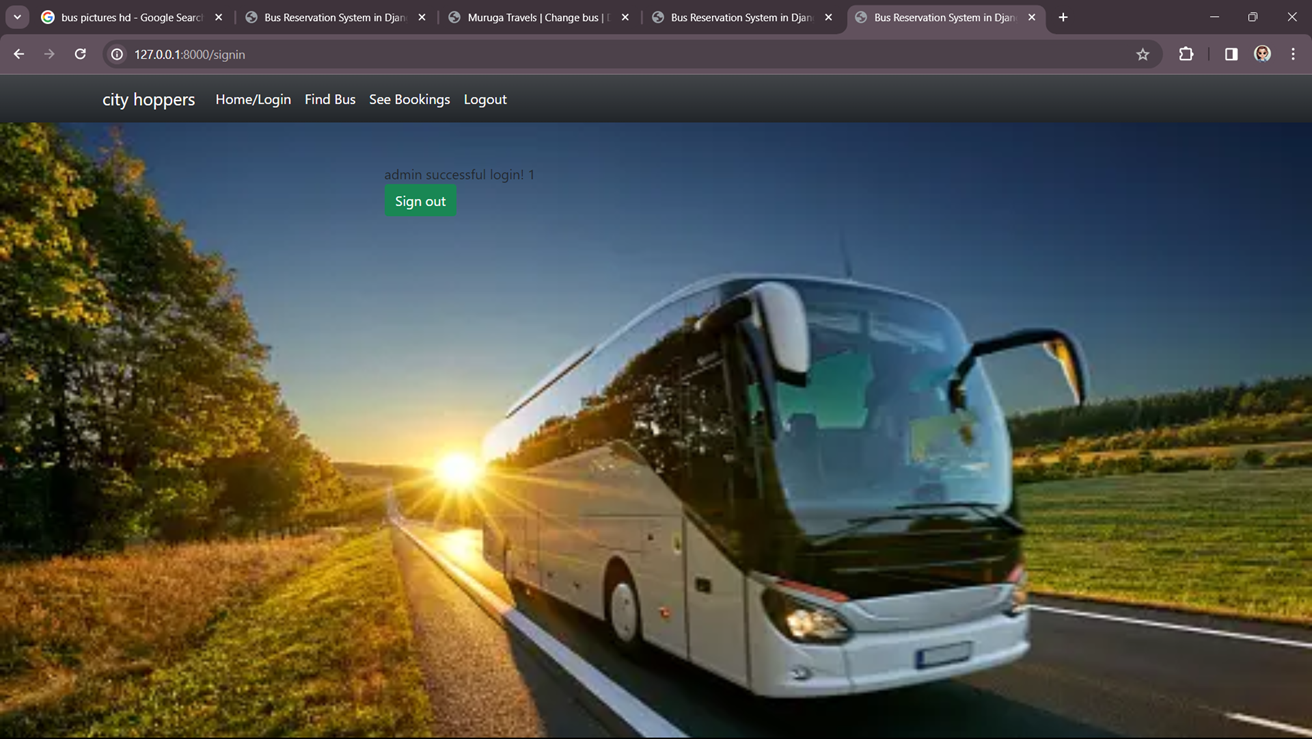 bus pictures hd - Google Search
Bus Reservation System in Djan
Muruga Travels | Change bus | D
Bus Reservation System in Djan
Bus Reservation System in Djan
127.0.0.1:8000/signin
city hoppers Home/Login Find Bus See Bookings Logout
admin successful login! 1
Sign out